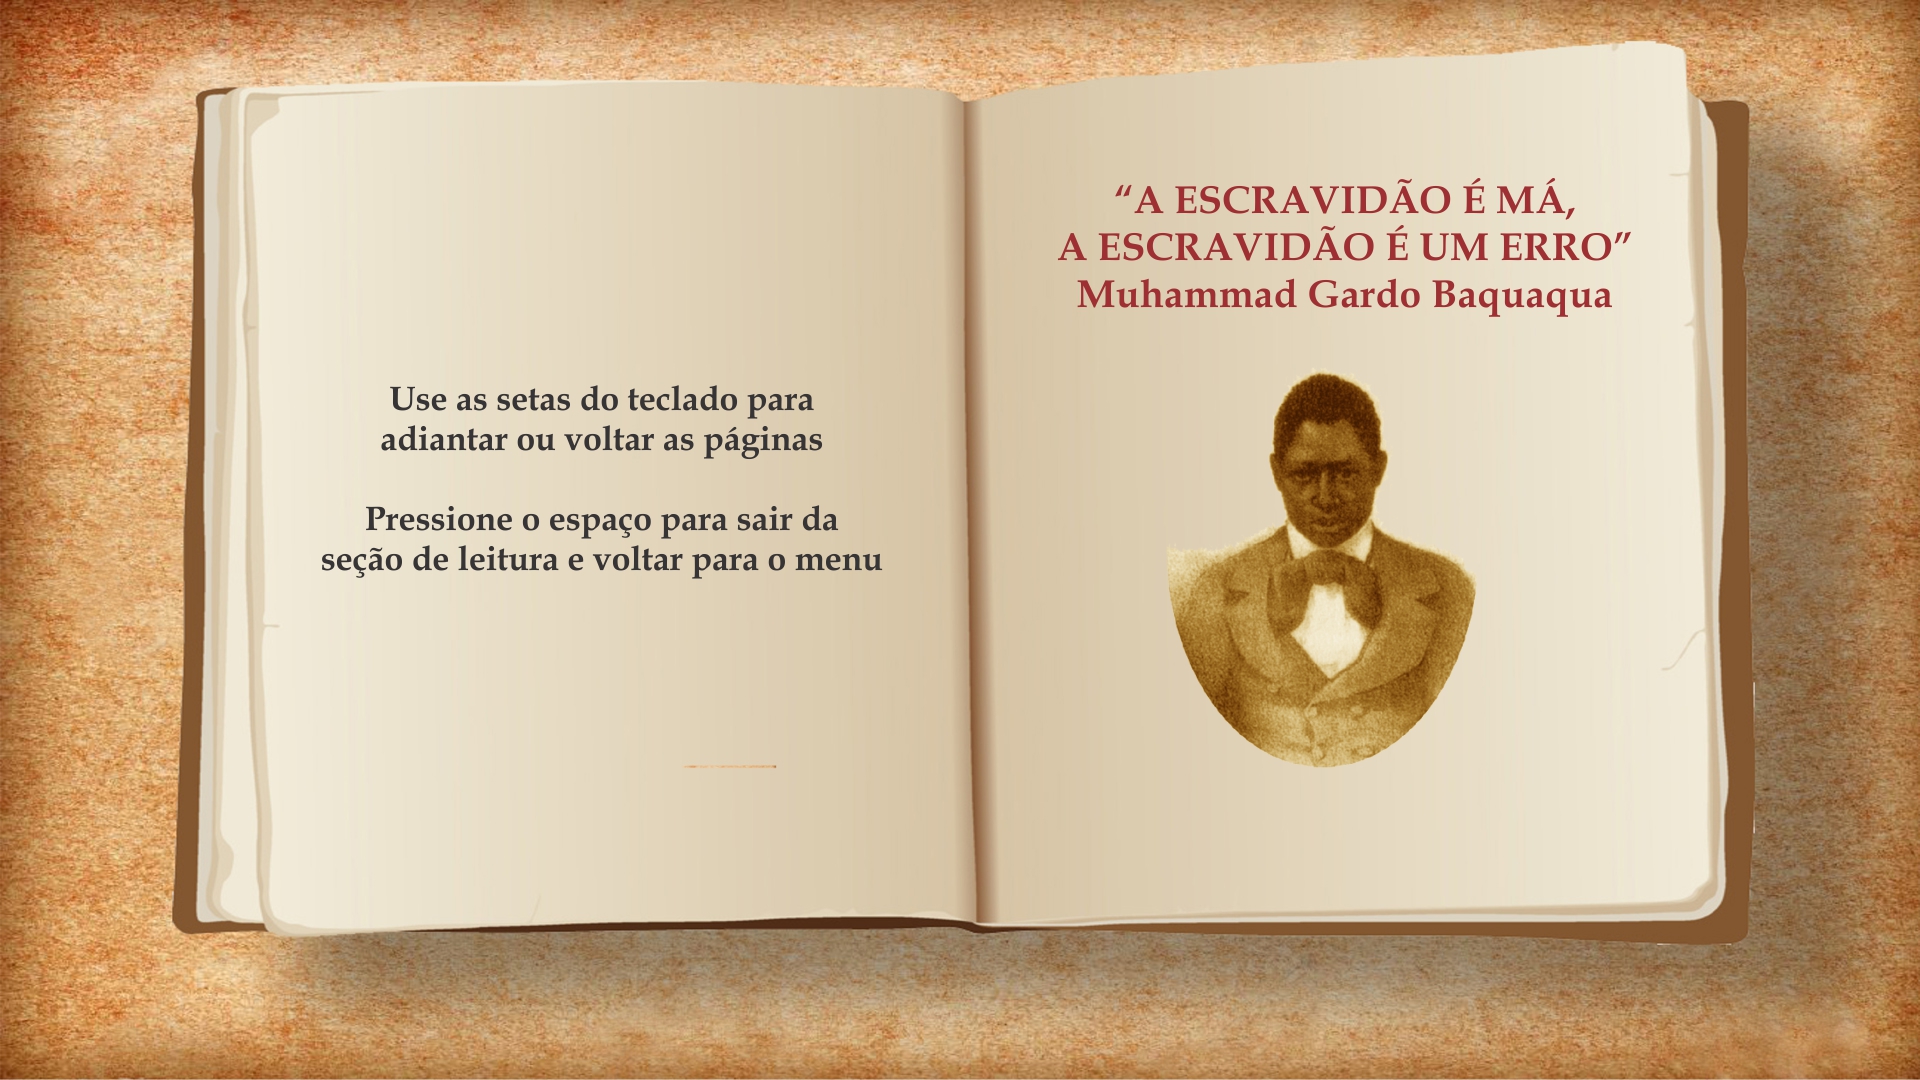 Use as setas do teclado para
adiantar ou voltar as páginas
Pressione o espaço para sair da
seção de leitura e voltar para o menu
“A ESCRAVIDÃO É MÁ,
A ESCRAVIDÃO É UM ERRO”
Muhammad Gardo Baquaqua